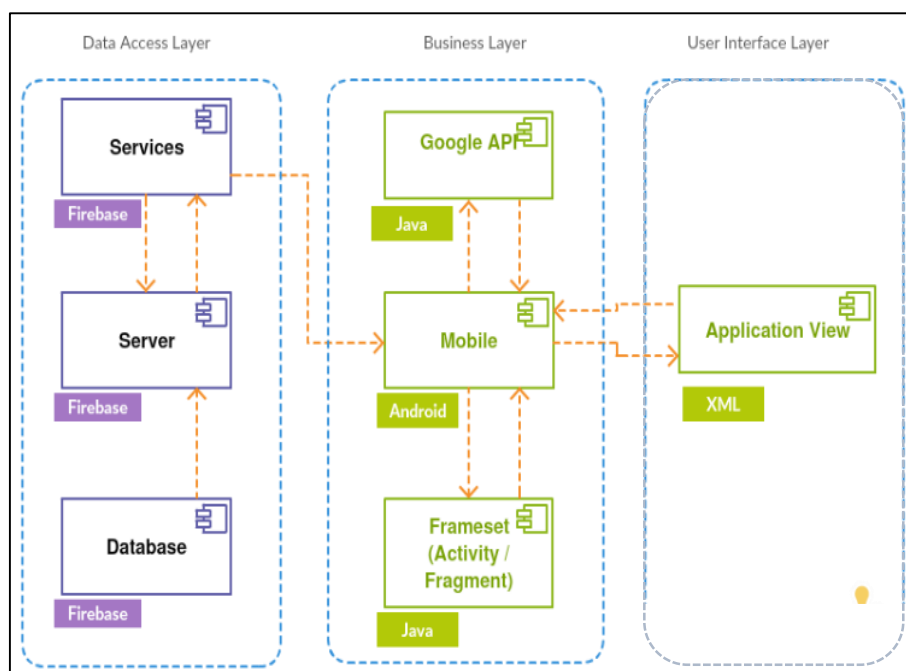 Data Access Layer
Business Layer
User Interface Layer
Services
Firebase
Server
Firebase
Database
Firebase
Google API
Java
Mobile
Android
Frameset
(Activity /
Fragment)
Java
Application View
XML